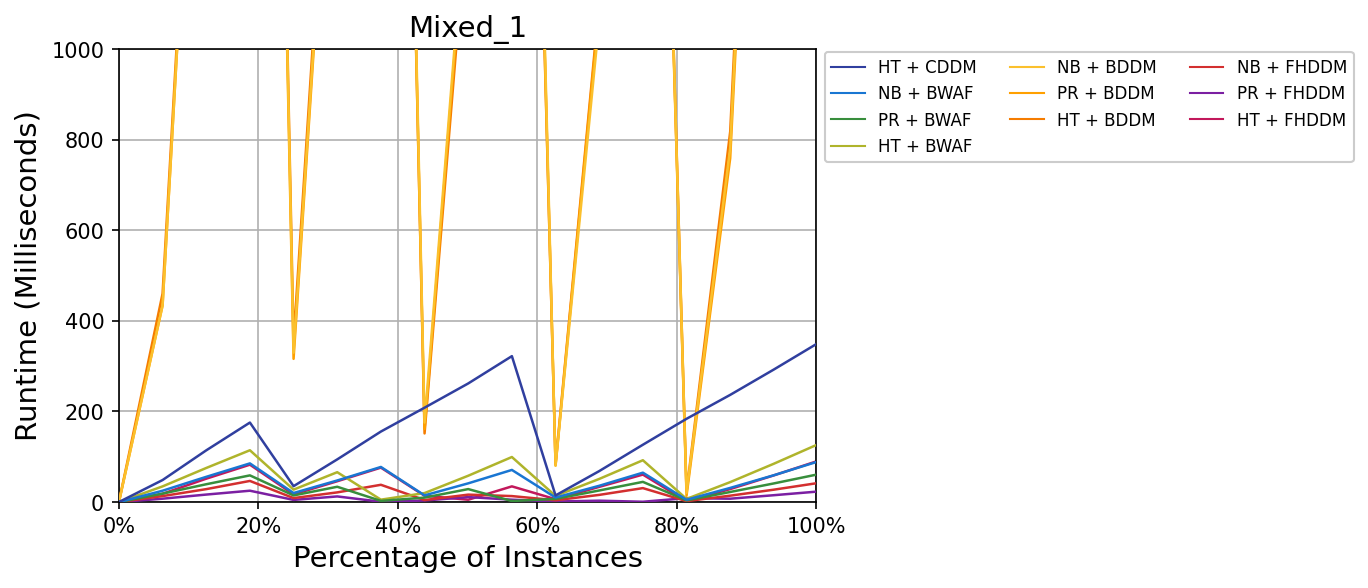 Mixed_1
1000
800
600
400
200
0
Runtime (Milliseconds)
0% 20% 40% 60% 80% 100%
Percentage of Instances
HT + CDDM
NB + BWAF
PR + BWAF
HT + BWAF
NB + BDDM
PR + BDDM
HT + BDDM
NB + FHDDM
PR + FHDDM
HT + FHDDM